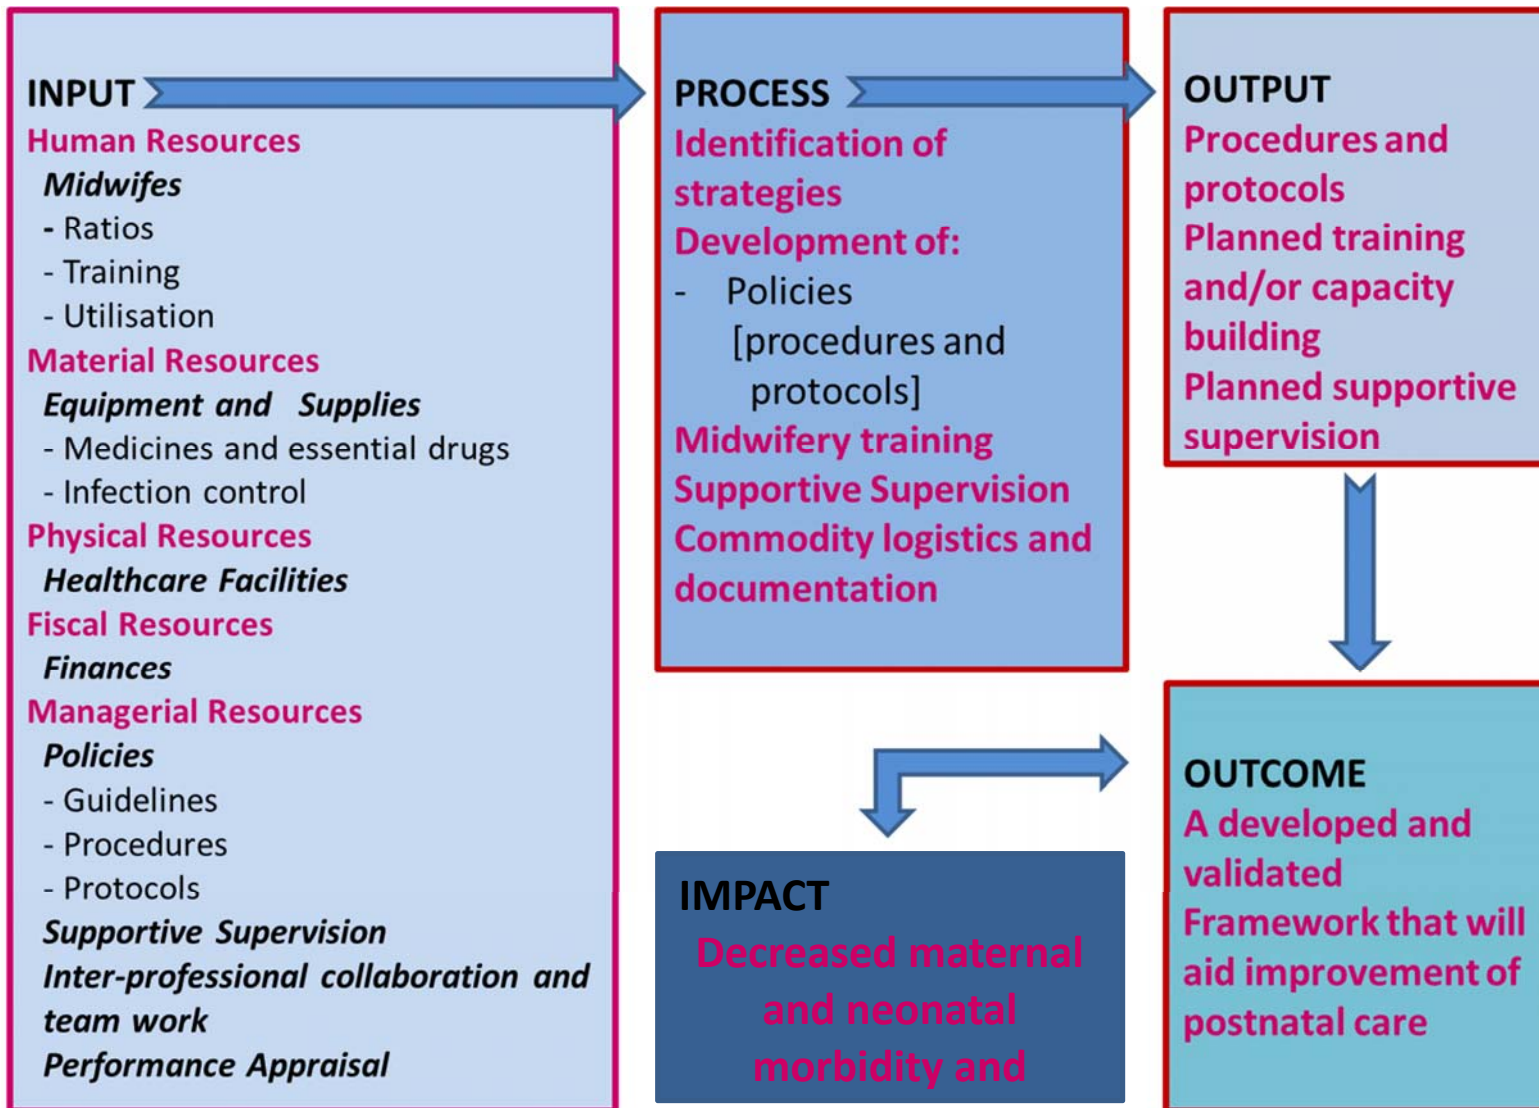 INPUT
Human Resources
Midwifes
- Ratios
- Training
- Utilisation
Material Resources
Equipment and Supplies
- Medicines and essential drugs
- Infection control
Physical Resources
Healthcare Facilities
Fiscal Resources
Finances
Managerial Resources
Policies
- Guidelines
- Procedures
- Protocols
Supportive Supervision
Inter-professional collaboration and
team work
Performance Appraisal
PROCESS
Identification of
strategies
Development of:
- Policies
[procedures and
protocols]
Midwifery training
Supportive Supervision
Commodity logistics and
documentation
OUTPUT
Procedures and
protocols
Planned training
and/or capacity
building
Planned supportive
supervision
OUTCOME
A developed and
validated
Framework that will
aid improvement of
postnatal care
IMPACT
Decreased maternal
and neonatal
morbidity and